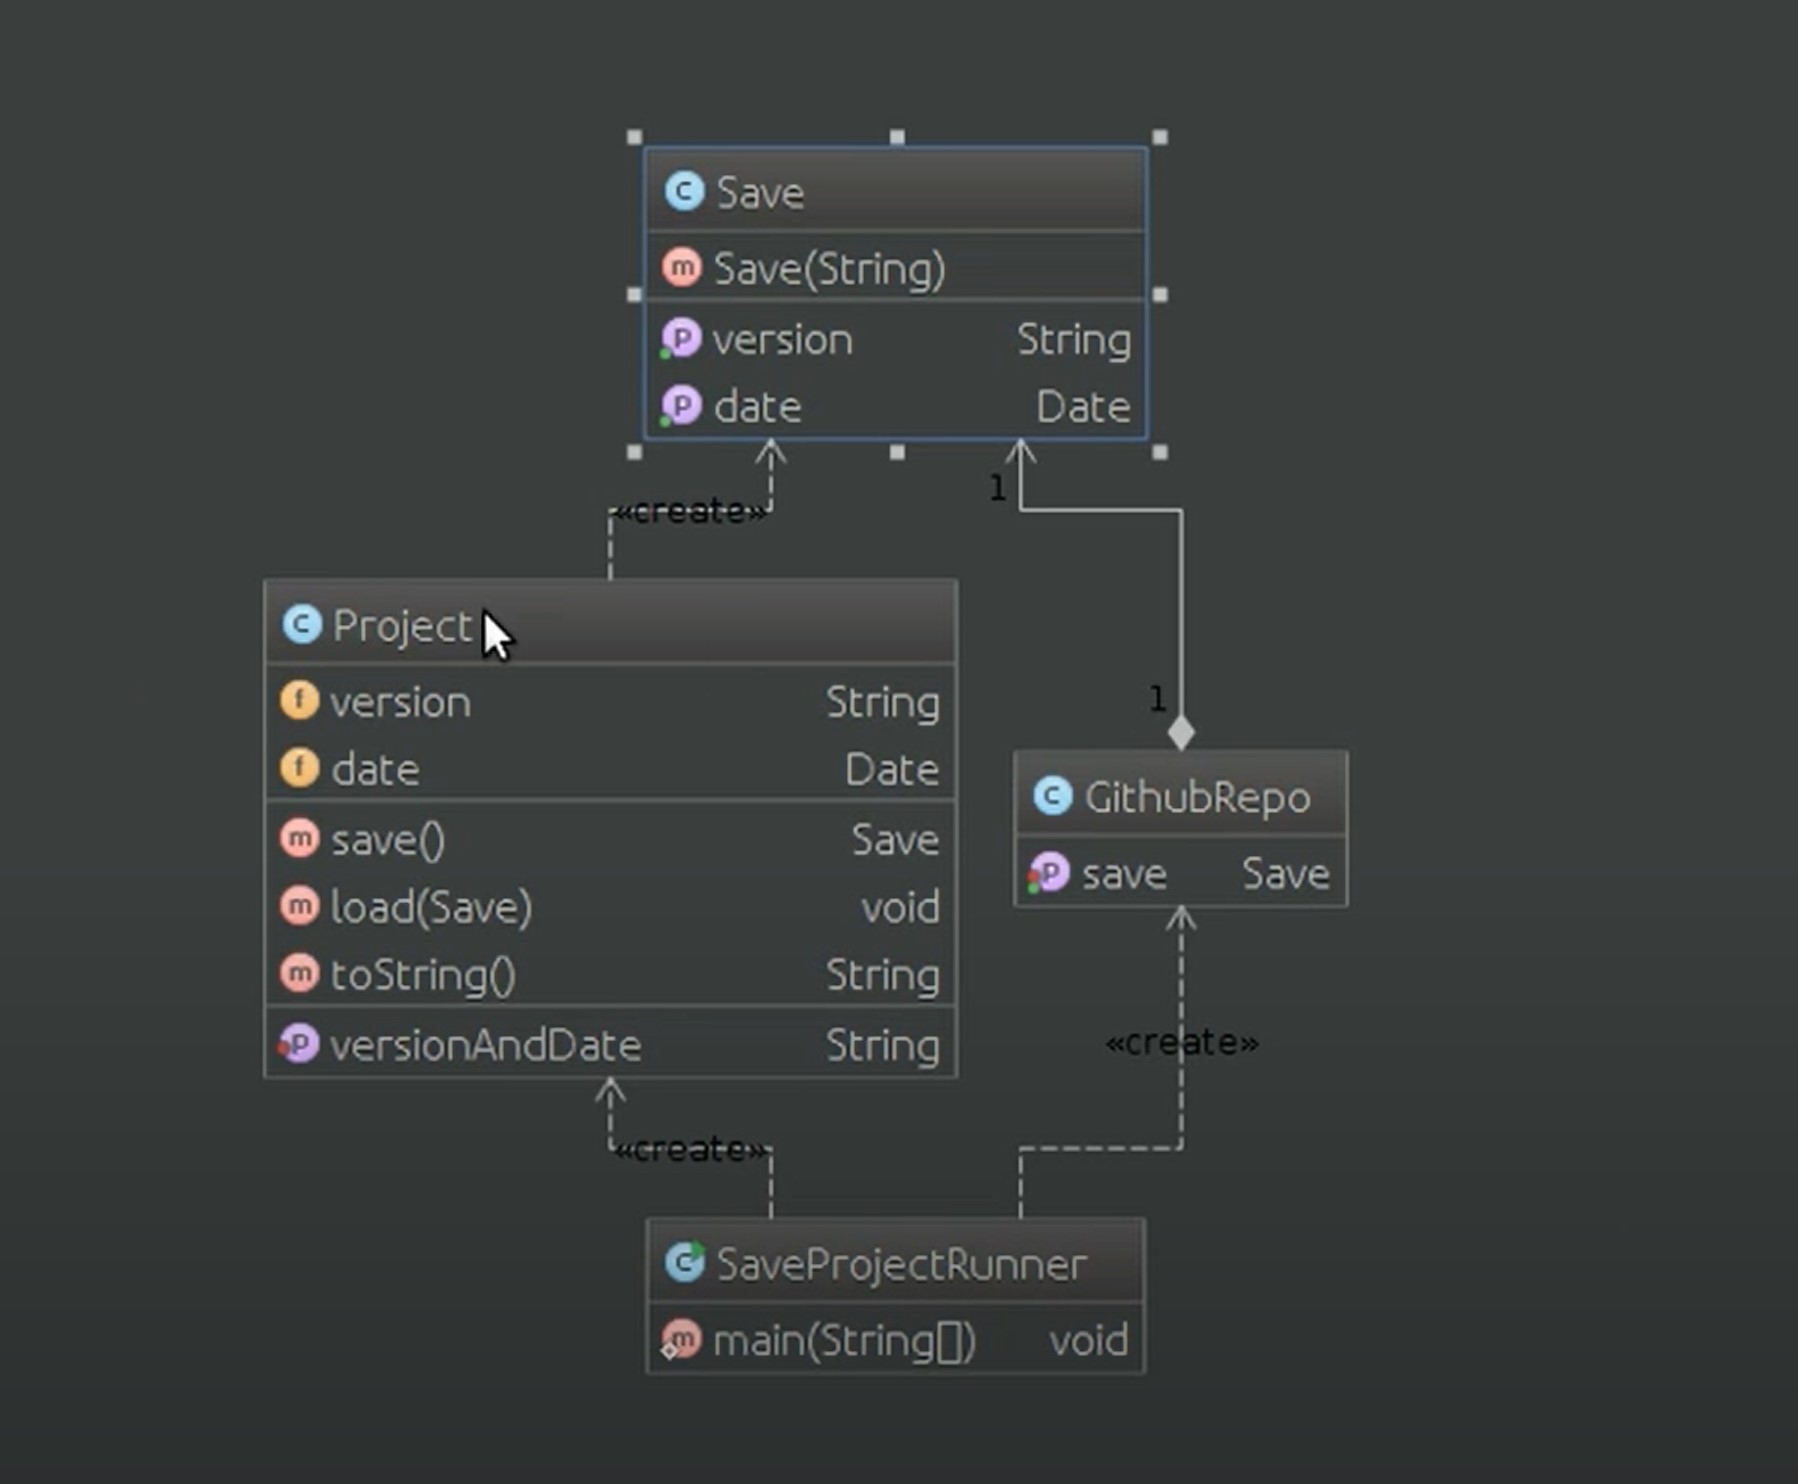 C Save
m Save(String)
P version String
P date Date
«create»
1
C Project
f version String
f date Date
m save() Save
m load(Save) void
m toString() String
P versionAndDate String
1
C GithubRepo
P save Save
«create»
«create»
C SaveProjectRunner
m main(String[]) void